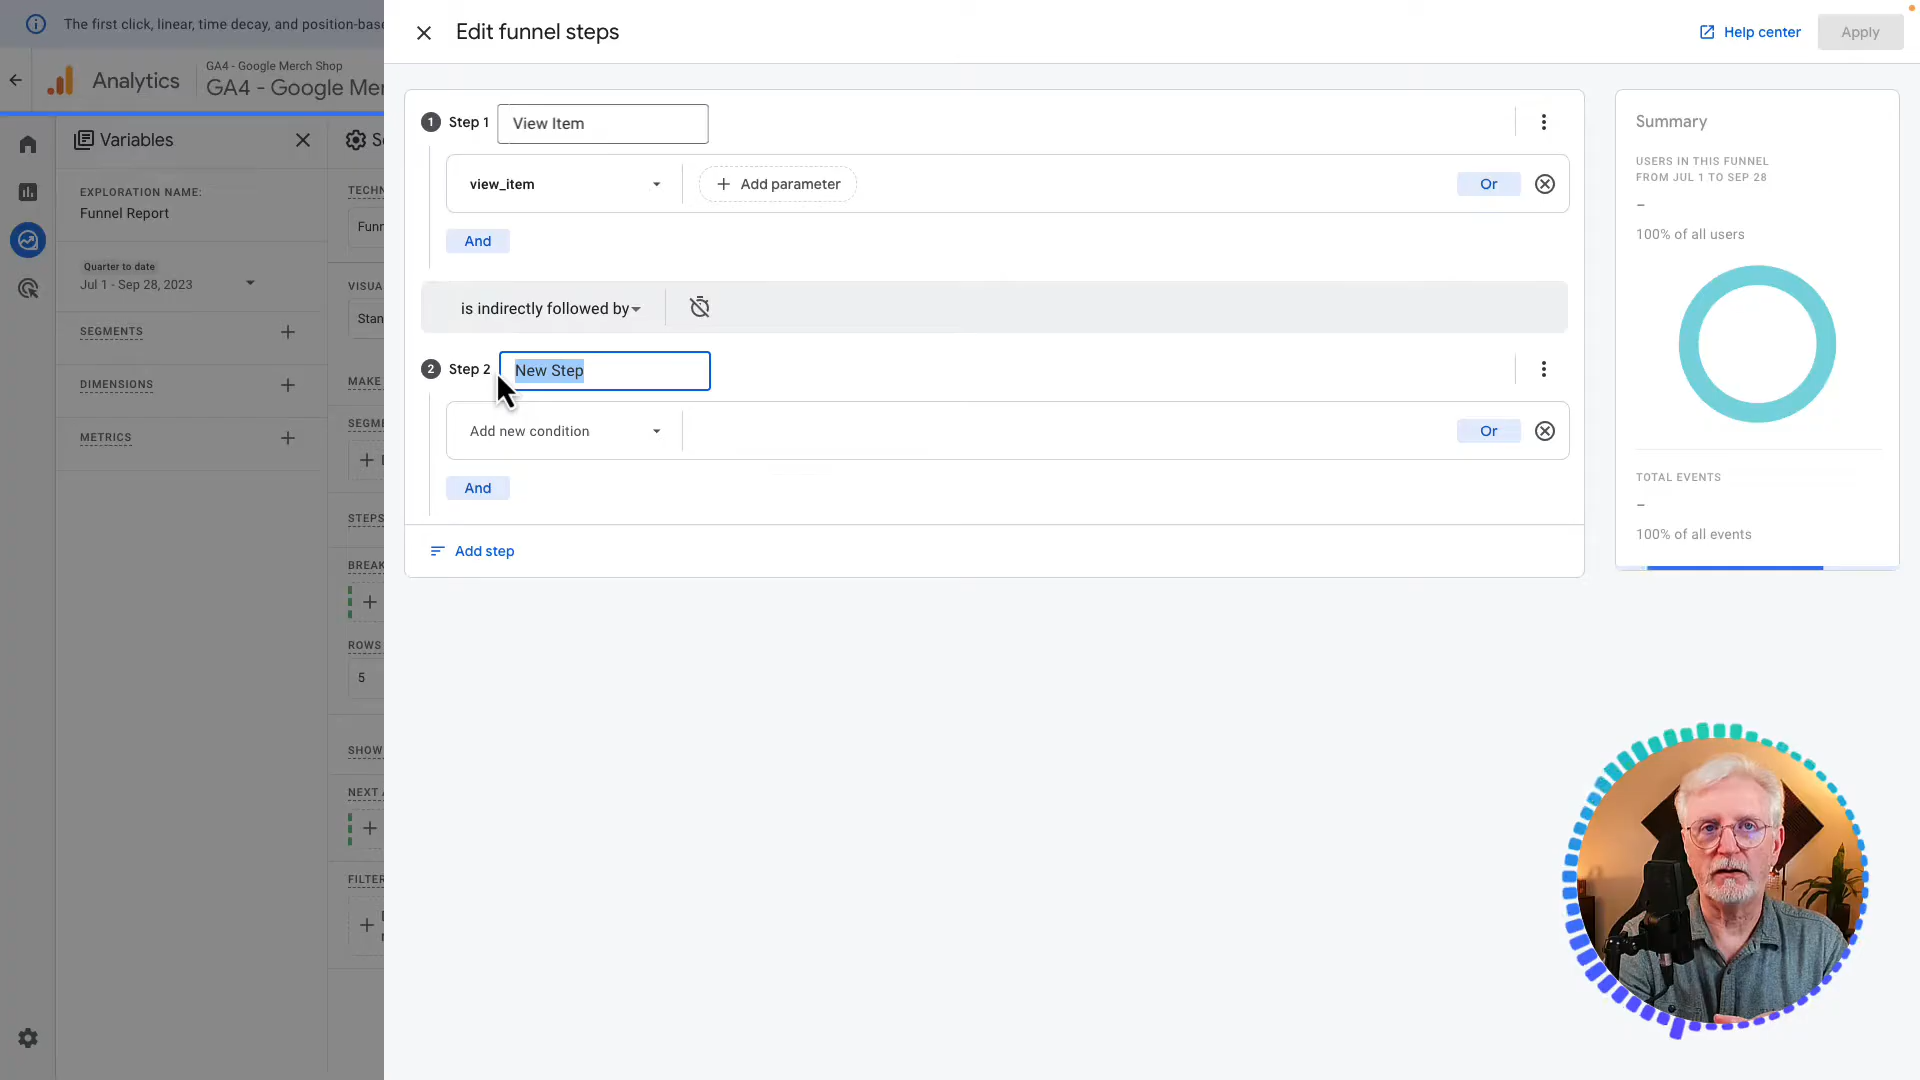 The first click, linear, time decay, and position-base
Edit funnel steps
Help center
Apply
Analytics
GA4 - Google Merch Shop
GA4 - Google Mer
Variables
EXPLORATION NAME:
Funnel Report
Quarter to date
Jul 1 - Sep 28, 2023
SEGMENTS
DIMENSIONS
METRICS
TECHN
Funn
VISUA
Stan
MAKE
SEGME
STEPS
BREAK
ROWS
5
SHOW
NEXT A
FILTER
1 Step 1 View Item
view_item
Add parameter
Or
And
is indirectly followed by
2 Step 2 New Step
Add new condition
Or
And
Add step
Summary
USERS IN THIS FUNNEL
FROM JUL 1 TO SEP 28
–
100% of all users
TOTAL EVENTS
–
100% of all events